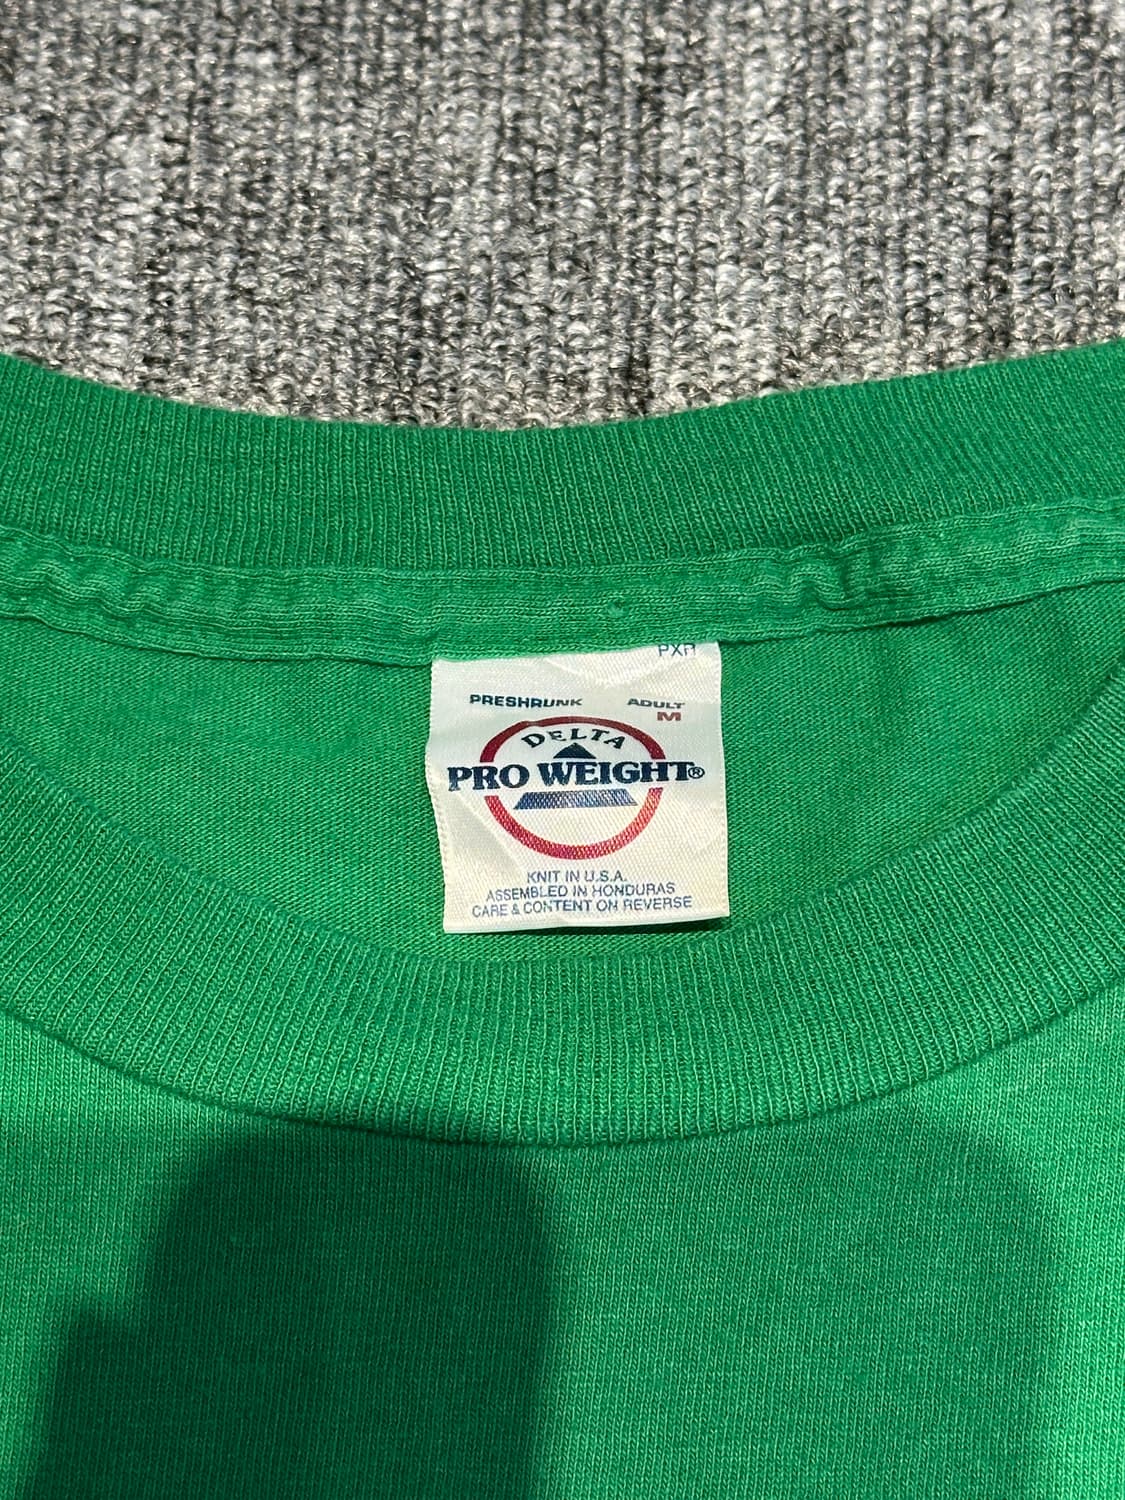 PXR
PRESHRUNK ADULT
M
DELTA
PRO WEIGHT®
KNIT IN U.S.A.
ASSEMBLED IN HONDURAS
CARE & CONTENT ON REVERSE